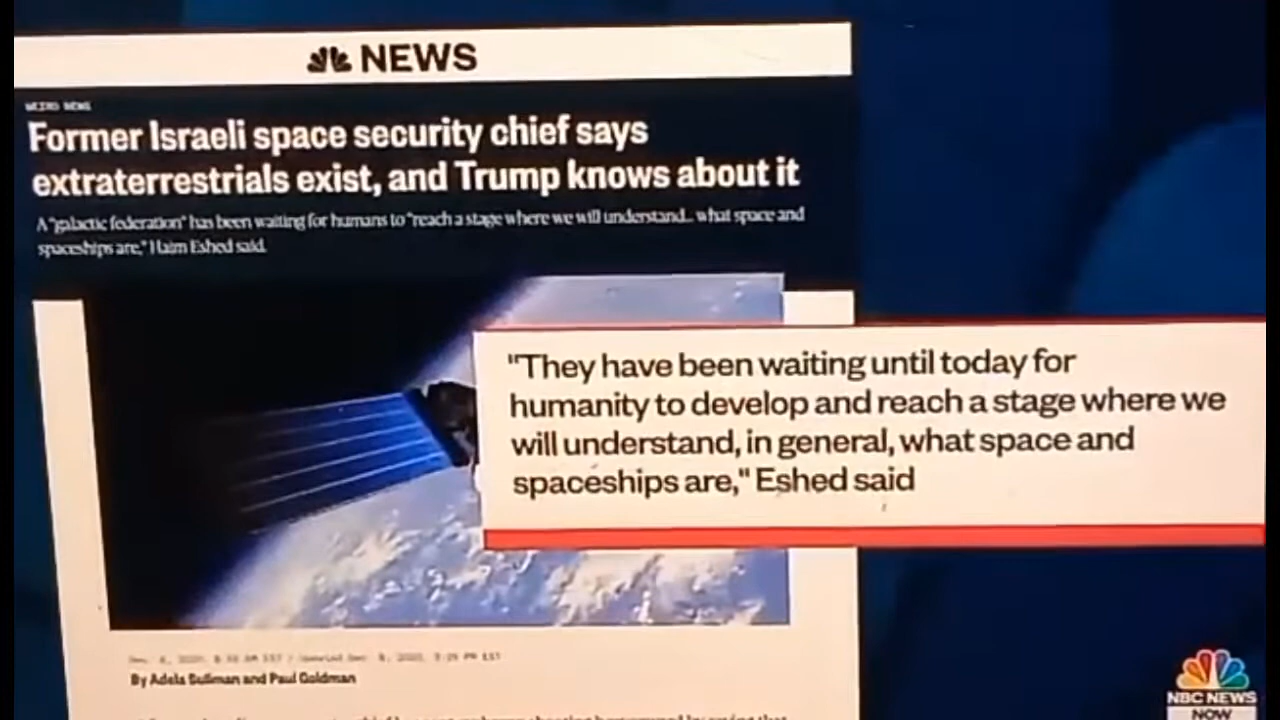 NEWS
WEIRD NEWS
Former Israeli space security chief says
extraterrestrials exist, and Trump knows about it
A "galactic federation" has been waiting for humans to "reach a stage where we will understand... what space and
spaceships are," Haim Eshed said.
"They have been waiting until today for
humanity to develop and reach a stage where we
will understand, in general, what space and
spaceships are," Eshed said
By Adela Suliman and Paul Goldman
NBC NEWS
NOW